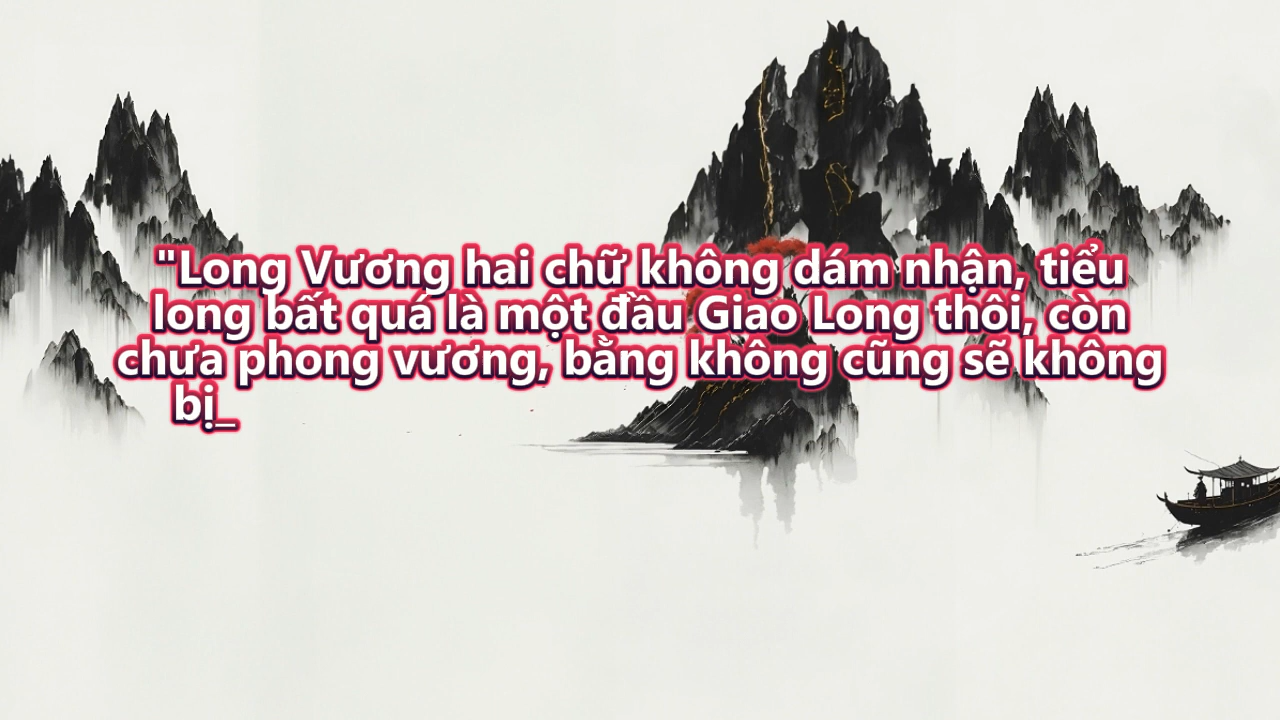 "Long Vương hai chữ không dám nhận, tiểu
long bất quá là một đầu Giao Long thôi, còn
chưa phong vương, bằng không cũng sẽ không
bị_